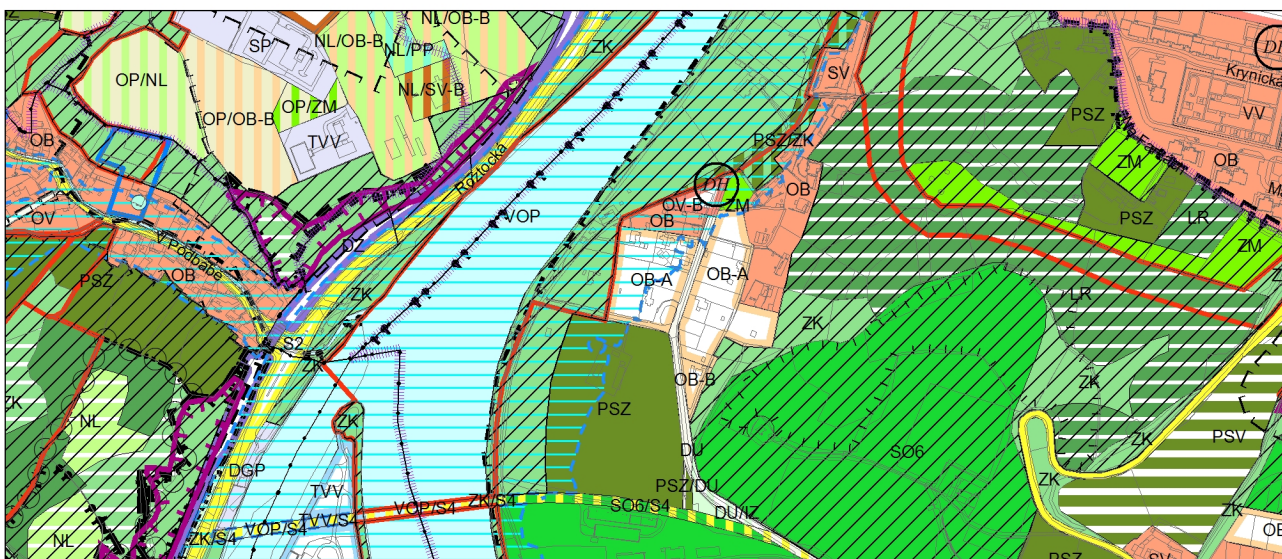 NL/OB-B
NL/OB-B
SP
NL/PP
ZK
SV
Krynická
OP/NL
NL/SV-B
OP/ZM
OP/OB-B
TVV
PSZ
VV
OB
Roztocká
PSZ/ZK
ZM
OB
DH
OB
OV-B
ZM
PSZ
LR
OV
VOP
OB
ZM
V Podbabě
DZ
OB
PSZ
OB-A
OB-A
ZK
LR
ZK
S2
ZK
ZK
OB-B
PSZ
ZK
ZK
NL
ZK
SO6
ZK
PSV
DU
DGP
ZK
TVV
PSZ/DU
ZK/S4
VOP/S4
SO6/S4
DU/IZ
TVV/S4
VOP/S4
ZK/S4
ZK
NL
PSZ
SV